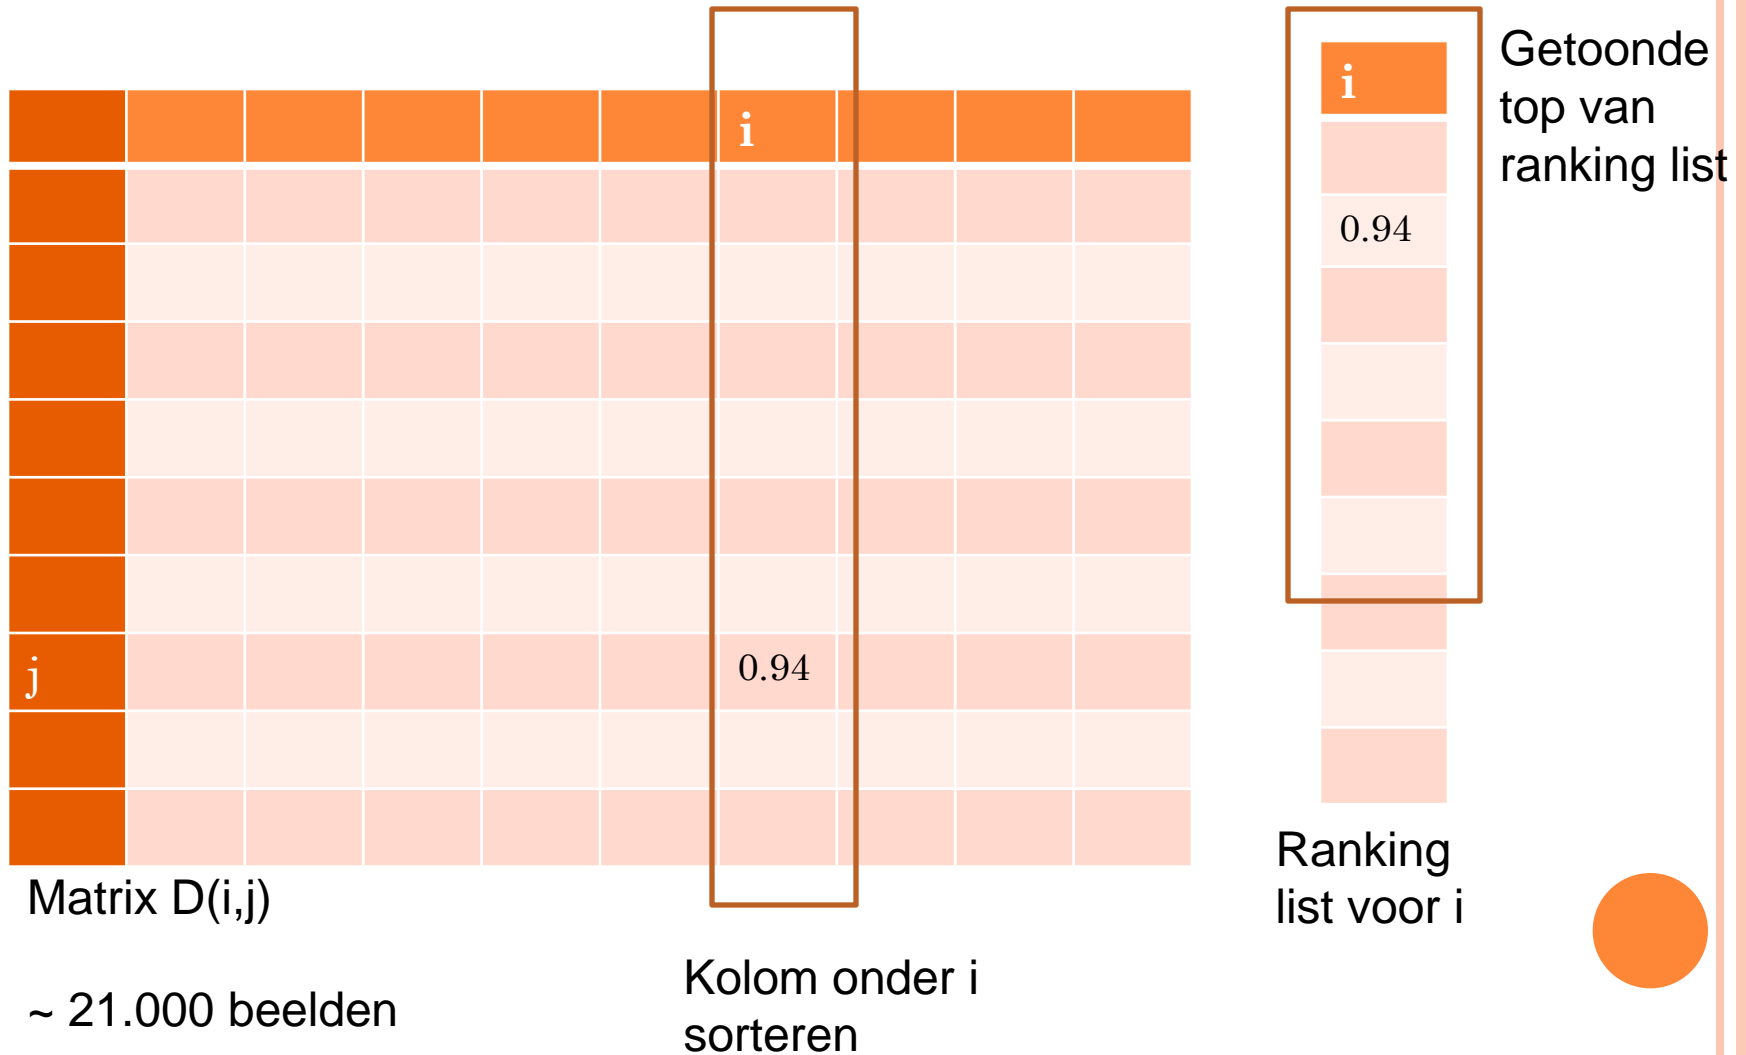 i
j
0.94
Matrix D(i,j)
~ 21.000 beelden
Kolom onder i
sorteren
i
0.94
Getoonde
top van
ranking list
Ranking
list voor i